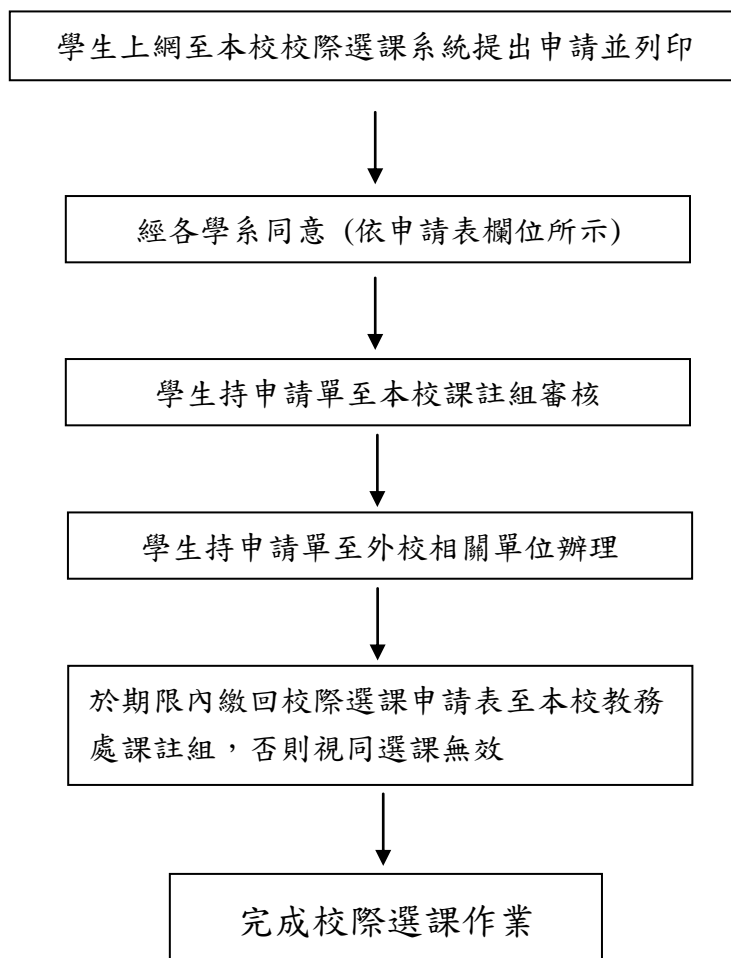 學生上網至本校校際選課系統提出申請並列印
經各學系同意 (依申請表欄位所示)
學生持申請單至本校課註組審核
學生持申請單至外校相關單位辦理
於期限內繳回校際選課申請表至本校教務
處課註組，否則視同選課無效
完成校際選課作業